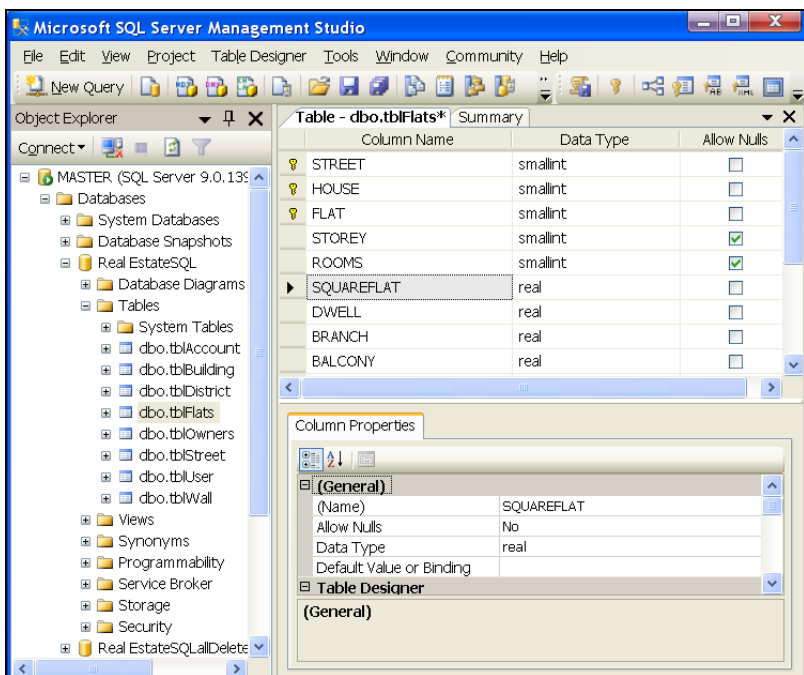 Microsoft SQL Server Management Studio
File Edit View Project Table Designer Tools Window Community Help
New Query
Object Explorer
Connect
MASTER (SQL Server 9.0.139
Databases
System Databases
Database Snapshots
Real EstateSQL
Database Diagrams
Tables
System Tables
dbo.tblAccount
dbo.tblBuilding
dbo.tblDistrict
dbo.tblFlats
dbo.tblOwners
dbo.tblStreet
dbo.tblUser
dbo.tblWall
Views
Synonyms
Programmability
Service Broker
Storage
Security
Real EstateSQLallDelete
Table - dbo.tblFlats* Summary
Column Name Data Type Allow Nulls
STREET smallint
HOUSE smallint
FLAT smallint
STOREY smallint
ROOMS smallint
SQUAREFLAT real
DWELL real
BRANCH real
BALCONY real
Column Properties
(General)
(Name) SQUAREFLAT
Allow Nulls No
Data Type real
Default Value or Binding
Table Designer
(General)